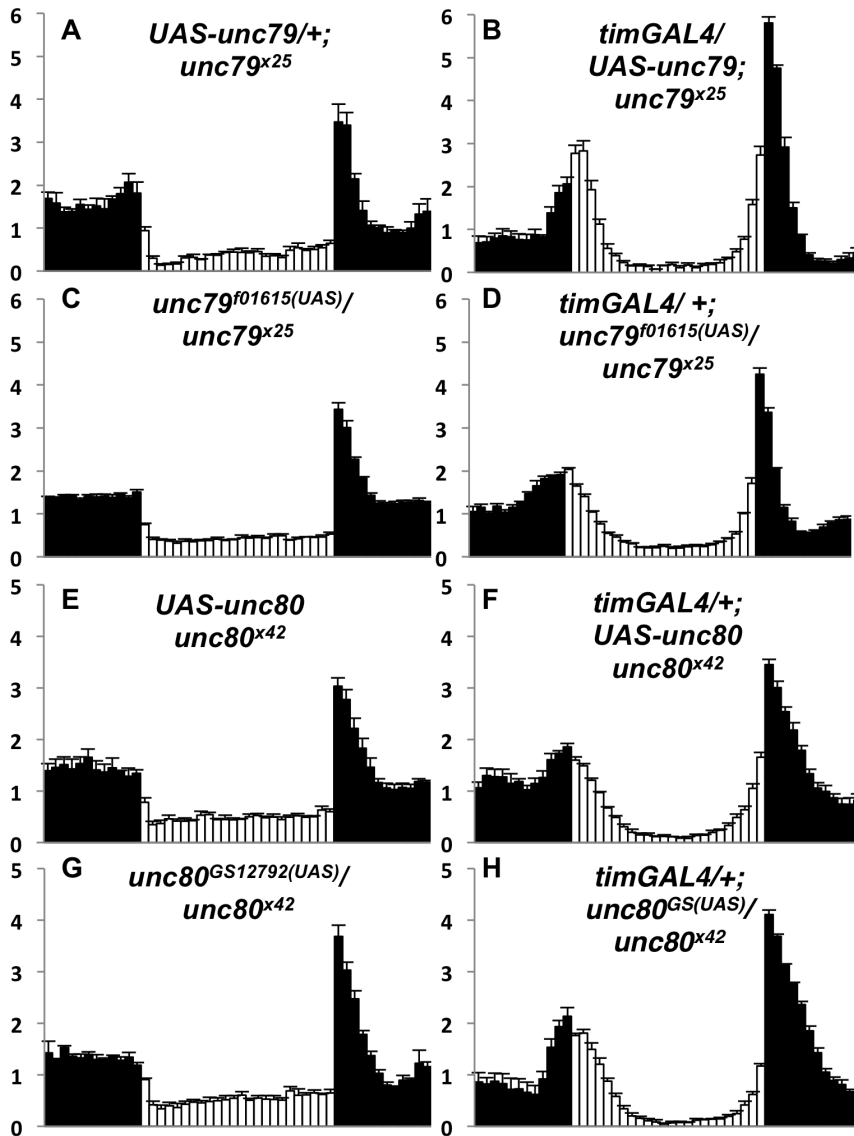 6
5
4
3
2
1
0
A
UAS-unc79/+;
unc79x25
6
5
4
3
2
1
0
B
timGAL4/
UAS-unc79;
unc79x25
6
5
4
3
2
1
0
C
unc79f01615(UAS)/
unc79x25
6
5
4
3
2
1
0
D
timGAL4/ +;
unc79f01615(UAS)/
unc79x25
5
4
3
2
1
0
E
UAS-unc80
unc80x42
5
4
3
2
1
0
F
timGAL4/+;
UAS-unc80
unc80x42
5
4
3
2
1
0
G
unc80GS12792(UAS)/
unc80x42
5
4
3
2
1
0
H
timGAL4/+;
unc80GS(UAS)/
unc80x42